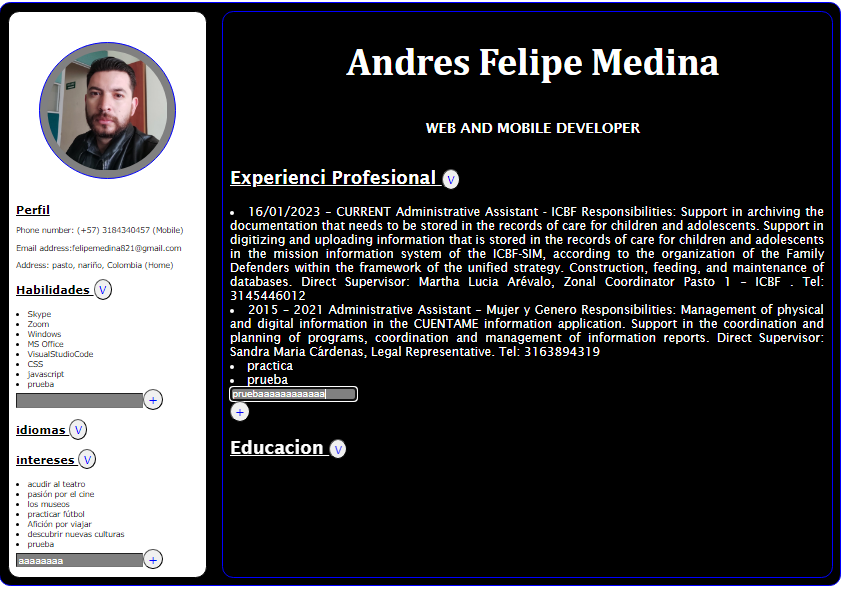 Perfil
Phone number: (+57) 3184340457 (Mobile)
Email address:felipemedina821@gmail.com
Address: pasto, nariño, Colombia (Home)
Habilidades V
Skype
Zoom
Windows
MS Office
VisualStudioCode
CSS
javascript
prueba
+
idiomas V
intereses V
acudir al teatro
pasión por el cine
los museos
practicar fútbol
Afición por viajar
descubrir nuevas culturas
prueba
aaaaaaaa +
Andres Felipe Medina
WEB AND MOBILE DEVELOPER
Experienci Profesional V
16/01/2023 – CURRENT Administrative Assistant - ICBF Responsibilities: Support in archiving the
documentation that needs to be stored in the records of care for children and adolescents. Support in
digitizing and uploading information that is stored in the records of care for children and adolescents
in the mission information system of the ICBF-SIM, according to the organization of the Family
Defenders within the framework of the unified strategy. Construction, feeding, and maintenance of
databases. Direct Supervisor: Martha Lucia Arévalo, Zonal Coordinator Pasto 1 – ICBF . Tel:
3145446012
2015 – 2021 Administrative Assistant – Mujer y Genero Responsibilities: Management of physical
and digital information in the CUENTAME information application. Support in the coordination and
planning of programs, coordination and management of information reports. Direct Supervisor:
Sandra Maria Cárdenas, Legal Representative. Tel: 3163894319
practica
prueba
pruebaaaaaaaaaaaaa
+
Educacion V